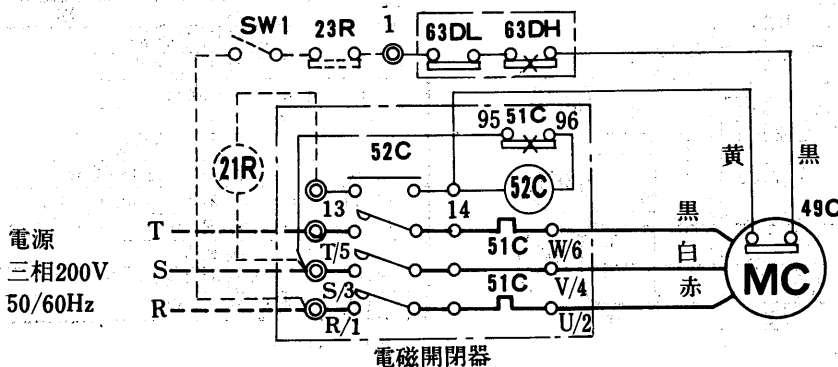 SW1 23R 1 63DL 63DH
95 51C 96
52C
21R
52C
黄 黒
13 14
49C
電源 T T/5 51C W/6 黒
三相200V S S/3 51C V/4 白
50/60Hz R R/1 U/2 赤
MC
電磁開閉器